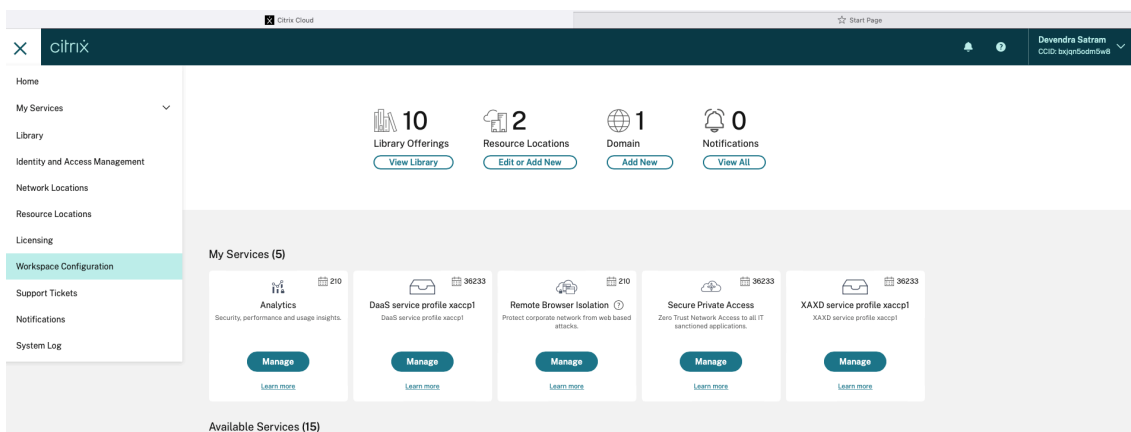 Citrix Cloud
Start Page
citrix
Devendra Satram
CCID: bxjqn5odm5w8
Home
My Services
Library
Identity and Access Management
Network Locations
Resource Locations
Licensing
Workspace Configuration
Support Tickets
Notifications
System Log
10
Library Offerings
View Library
2
Resource Locations
Edit or Add New
1
Domain
Add New
0
Notifications
View All
My Services (5)
210
Analytics
Security, performance and usage insights.
Manage
Learn more
36233
DaaS service profile xaccp1
DaaS service profile xaccp1
Manage
Learn more
210
Remote Browser Isolation ?
Protect corporate network from web based
attacks.
Manage
Learn more
36233
Secure Private Access
Zero Trust Network Access to all IT
sanctioned applications.
Manage
Learn more
36233
XAXD service profile xaccp1
XAXD service profile xaccp1
Manage
Learn more
Available Services (15)